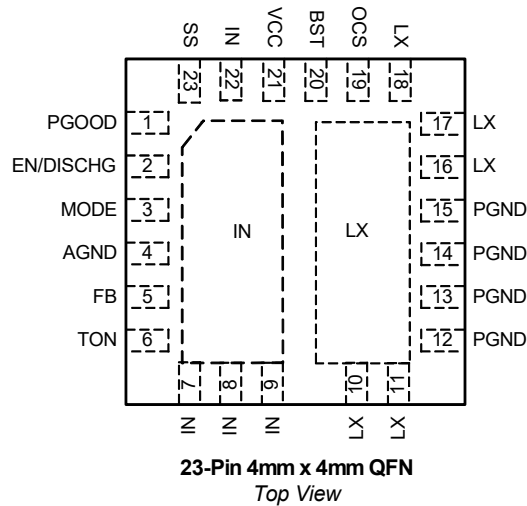 SS IN VCC BST OCS LX
23 22 21 20 19 18
PGOOD 1 17 LX
EN/DISCHG 2 16 LX
MODE 3 15 PGND
AGND 4 14 PGND
FB 5 13 PGND
TON 6 12 PGND
IN LX
7 8 9 10 11
IN IN IN LX LX
23-Pin 4mm x 4mm QFN
Top View